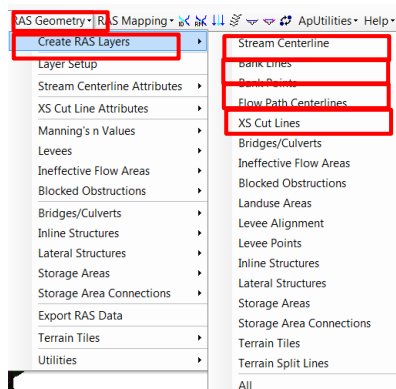 RAS Geometry RAS Mapping ApUtilities Help
Create RAS Layers
Layer Setup
Stream Centerline Attributes
XS Cut Line Attributes
Manning's n Values
Levees
Ineffective Flow Areas
Blocked Obstructions
Bridges/Culverts
Inline Structures
Lateral Structures
Storage Areas
Storage Area Connections
Export RAS Data
Terrain Tiles
Utilities
Stream Centerline
Bank Lines
Bank Points
Flow Path Centerlines
XS Cut Lines
Bridges/Culverts
Ineffective Flow Areas
Blocked Obstructions
Landuse Areas
Levee Alignment
Levee Points
Inline Structures
Lateral Structures
Storage Areas
Storage Area Connections
Terrain Tiles
Terrain Split Lines
All